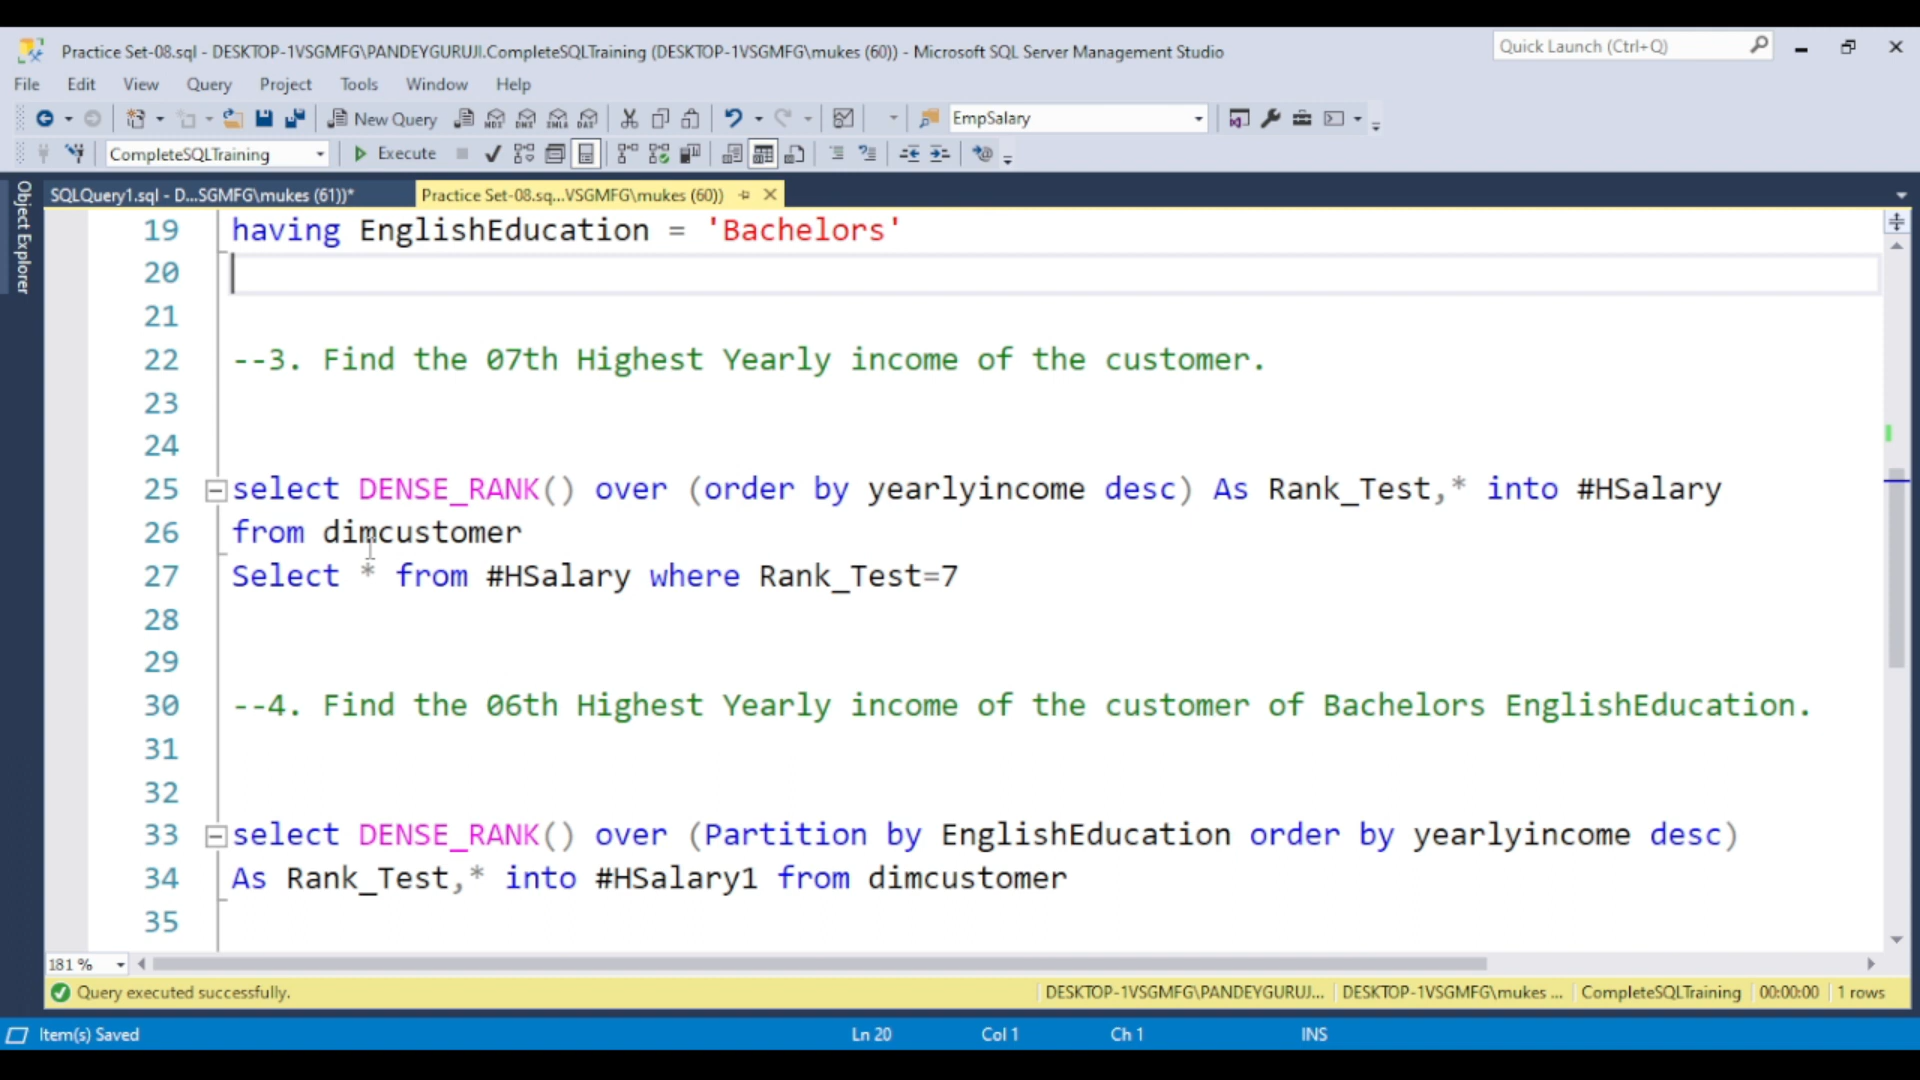 Practice Set-08.sql - DESKTOP-1VSGMFG\PANDEYGURUJI.CompleteSQLTraining (DESKTOP-1VSGMFG\mukes (60)) - Microsoft SQL Server Management Studio
Quick Launch (Ctrl+Q)
File Edit View Query Project Tools Window Help
New Query
EmpSalary
CompleteSQLTraining
Execute
Object Explorer
SQLQuery1.sql - D...SGMFG\mukes (61))*
Practice Set-08.sq...VSGMFG\mukes (60))
19 having EnglishEducation = 'Bachelors'
20
21
22 --3. Find the 07th Highest Yearly income of the customer.
23
24
25 select DENSE_RANK() over (order by yearlyincome desc) As Rank_Test,* into #HSalary
26 from dimcustomer
27 Select * from #HSalary where Rank_Test=7
28
29
30 --4. Find the 06th Highest Yearly income of the customer of Bachelors EnglishEducation.
31
32
33 select DENSE_RANK() over (Partition by EnglishEducation order by yearlyincome desc)
34 As Rank_Test,* into #HSalary1 from dimcustomer
35
181 %
Query executed successfully.
DESKTOP-1VSGMFG\PANDEYGURUJ... DESKTOP-1VSGMFG\mukes ... CompleteSQLTraining 00:00:00 1 rows
Item(s) Saved
Ln 20 Col 1 Ch 1 INS